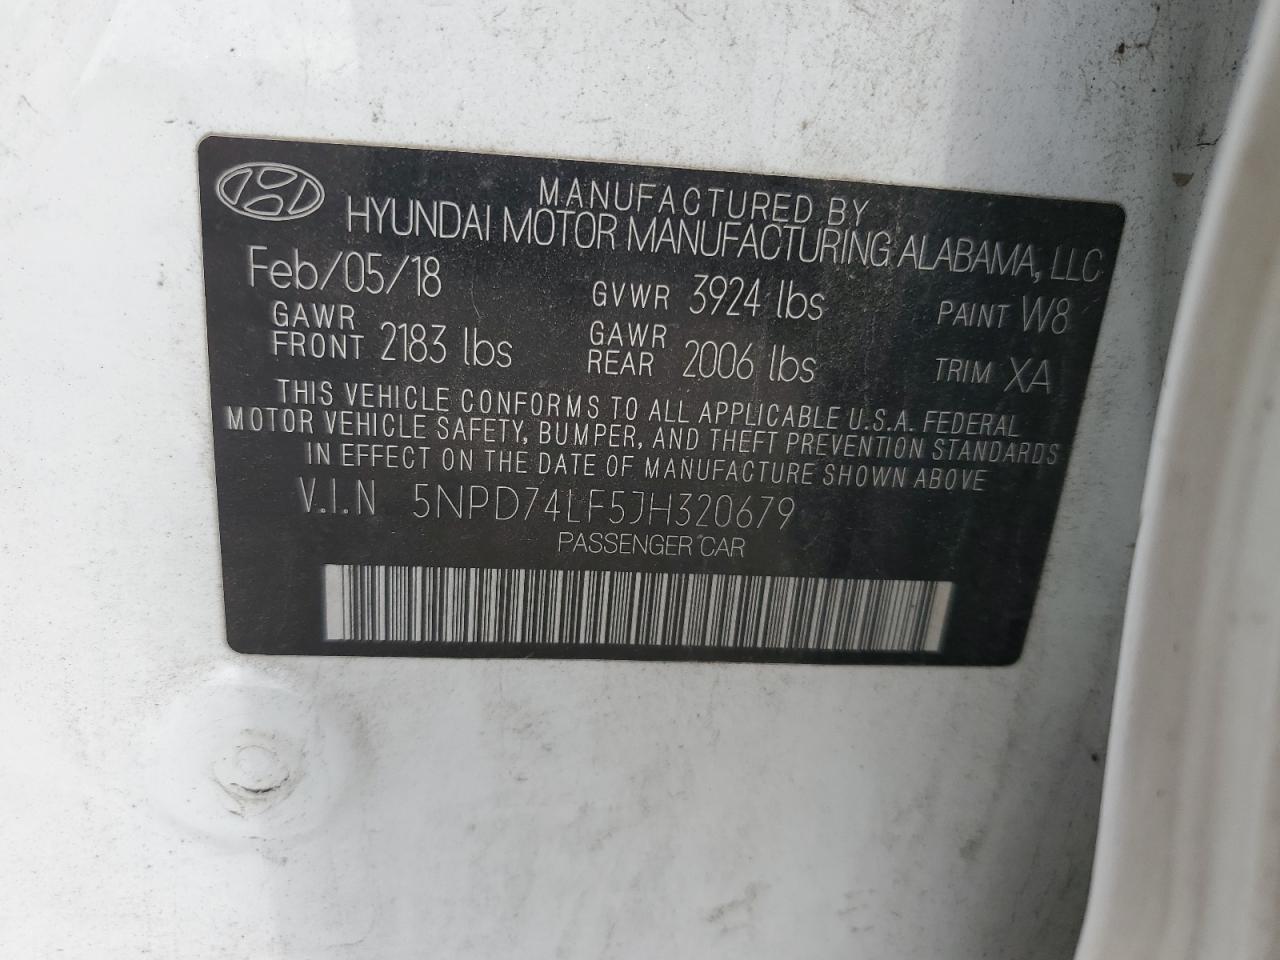 MANUFACTURED BY
HYUNDAI MOTOR MANUFACTURING ALABAMA, LLC
Feb/05/18 GVWR 3924 lbs PAINT W8
GAWR FRONT 2183 lbs GAWR REAR 2006 lbs TRIM XA
THIS VEHICLE CONFORMS TO ALL APPLICABLE U.S.A. FEDERAL
MOTOR VEHICLE SAFETY, BUMPER, AND THEFT PREVENTION STANDARDS
IN EFFECT ON THE DATE OF MANUFACTURE SHOWN ABOVE
V.I.N 5NPD74LF5JH320679
PASSENGER CAR